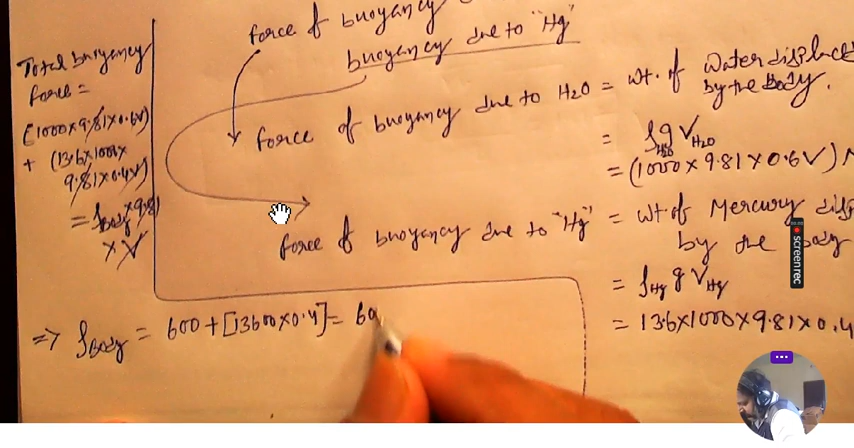 force of buoyancy
buoyancy due to "Hg"
Total buoyancy
force =
(1000×9.81×0.6V)
+ (13.6×1000×
9.81×0.4V)
= ρBody×9.81
×V
force of buoyancy due to H2O = wt. of Water displace
by the Body.
= ρH2O g VH2O
= (1000×9.81×0.6V) N
force of buoyancy due to "Hg" = wt of Mercury disp
by the Body
= ρHg g VHg
= 13.6×1000×9.81×0.4
=> ρBody = 600+[13600×0.4] = 60
screenrec